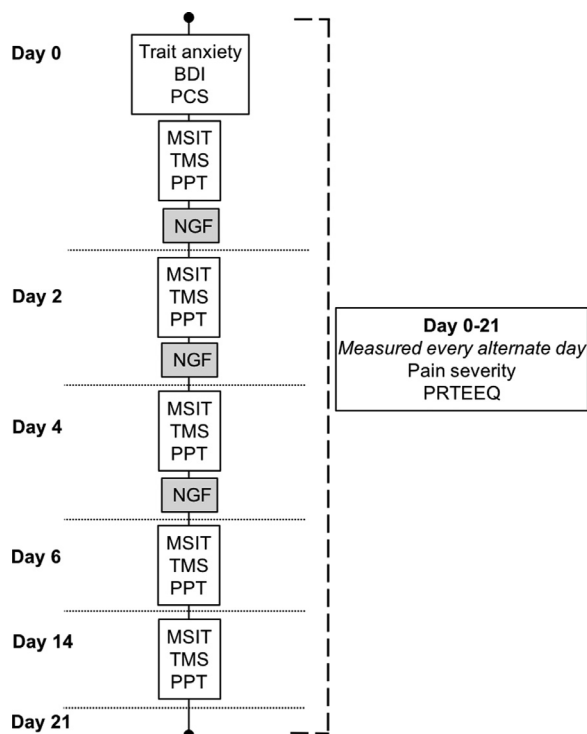 Day 0
Trait anxiety
BDI
PCS
MSIT
TMS
PPT
NGF
Day 2
MSIT
TMS
PPT
NGF
Day 4
MSIT
TMS
PPT
NGF
Day 6
MSIT
TMS
PPT
Day 14
MSIT
TMS
PPT
Day 21
Day 0-21
Measured every alternate day
Pain severity
PRTEEQ